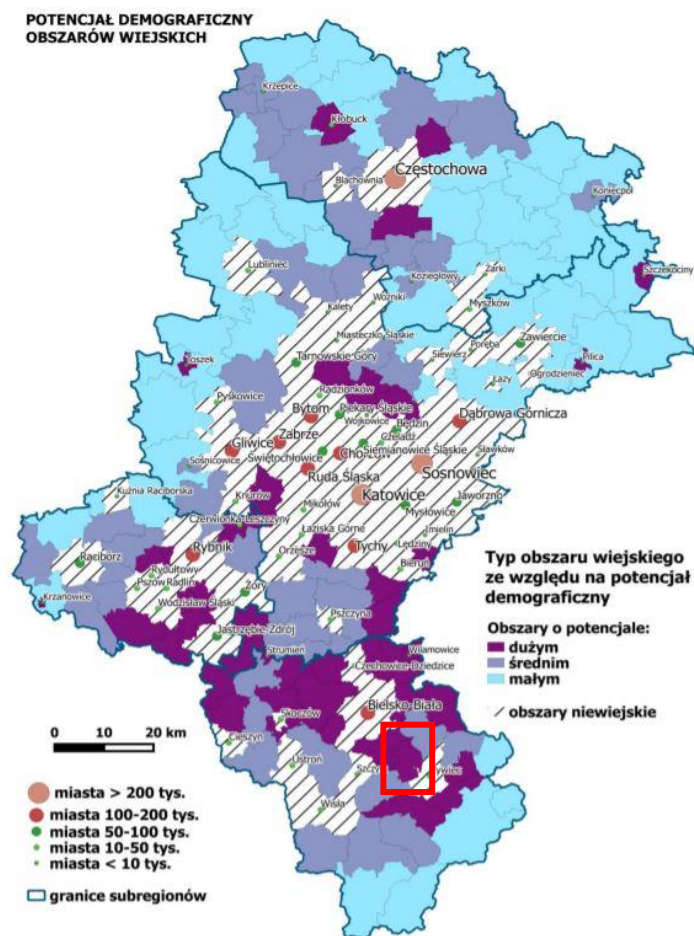 POTENCJAŁ DEMOGRAFICZNY
OBSZARÓW WIEJSKICH
Krzepice
Kłobuck
Częstochowa
Blachownia
Koniecpol
Lubliniec
Koziegłowy
Żarki
Szczekociny
Woźniki
Kalety
Myszków
Miasteczko Śląskie
Poręba
Zawiercie
Siewierz
Toszek
Tarnowskie Góry
Pilica
Ogrodzieniec
Łazy
Radzionków
Pyskowice
Bytom
Piekary Śląskie
Wojkowice
Będzin
Dąbrowa Górnicza
Zabrze
Czeladź
Gliwice
Siemianowice Śląskie
Sławków
Świętochłowice
Sosnowiec
Sośnicowice
Ruda Śląska
Katowice
Kuźnia Raciborska
Knurów
Mikołów
Mysłowice
Jaworzno
Czerwionka-Leszczyny
Imielin
Łaziska Górne
Lędziny
Racibórz
Rybnik
Orzesze
Tychy
Bieruń
Rydułtowy
Pszów
Radlin
Żory
Krzanowice
Wodzisław Śląski
Pszczyna
Jastrzębie-Zdrój
Strumień
Wilamowice
Czechowice-Dziedzice
Bielsko-Biała
Skoczów
Cieszyn
Ustroń
Szczy
ywiec
Wisła
Typ obszaru wiejskiego
ze względu na potencjał
demograficzny
Obszary o potencjale:
dużym
średnim
małym
obszary niewiejskie
0 10 20 km
miasta > 200 tys.
miasta 100-200 tys.
miasta 50-100 tys.
miasta 10-50 tys.
miasta < 10 tys.
granice subregionów